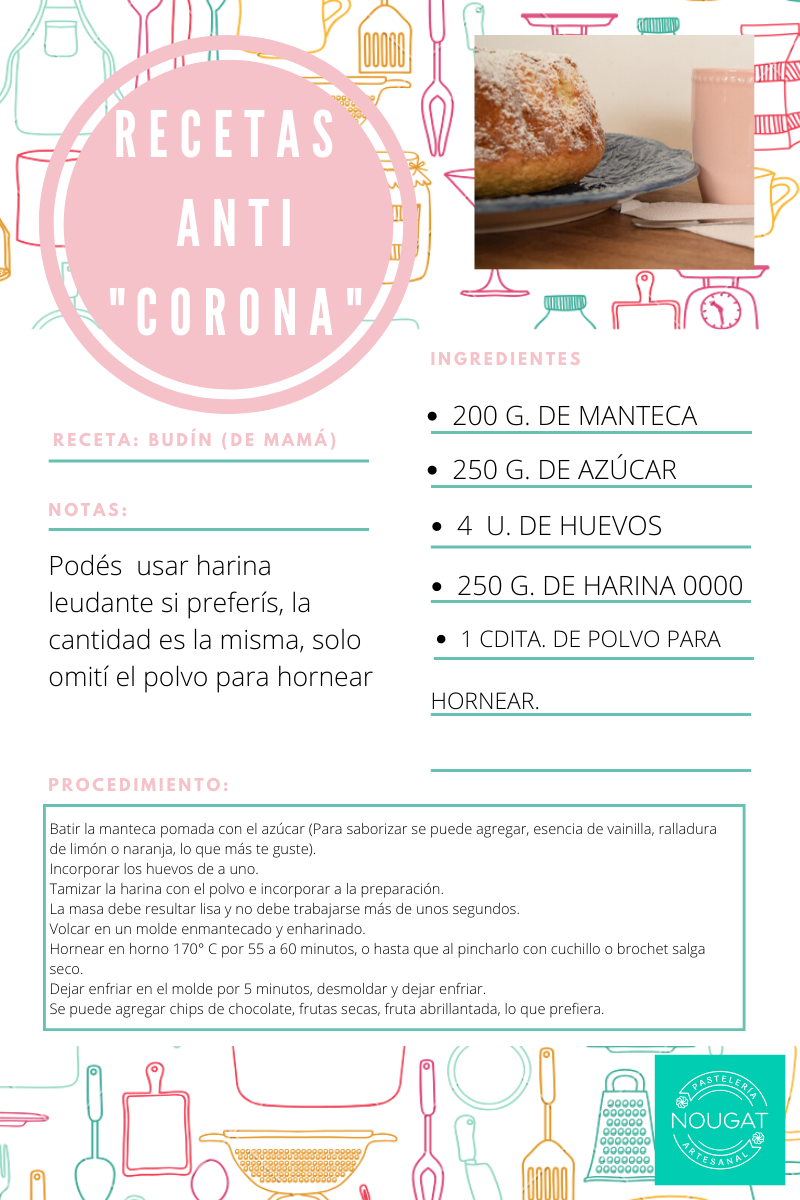 RECETAS
ANTI
"CORONA"
RECETA: BUDÍN (DE MAMÁ)
NOTAS:
Podés usar harina
leudante si preferís, la
cantidad es la misma, solo
omití el polvo para hornear
INGREDIENTES
• 200 G. DE MANTECA
• 250 G. DE AZÚCAR
• 4 U. DE HUEVOS
• 250 G. DE HARINA 0000
• 1 CDITA. DE POLVO PARA
HORNEAR.
PROCEDIMIENTO:
Batir la manteca pomada con el azúcar (Para saborizar se puede agregar, esencia de vainilla, ralladura
de limón o naranja, lo que más te guste).
Incorporar los huevos de a uno.
Tamizar la harina con el polvo e incorporar a la preparación.
La masa debe resultar lisa y no debe trabajarse más de unos segundos.
Volcar en un molde enmantecado y enharinado.
Hornear en horno 170° C por 55 a 60 minutos, o hasta que al pincharlo con cuchillo o brochet salga
seco.
Dejar enfriar en el molde por 5 minutos, desmoldar y dejar enfriar.
Se puede agregar chips de chocolate, frutas secas, fruta abrillantada, lo que prefiera.
PASTELERÍA
NOUGAT
ARTESANAL